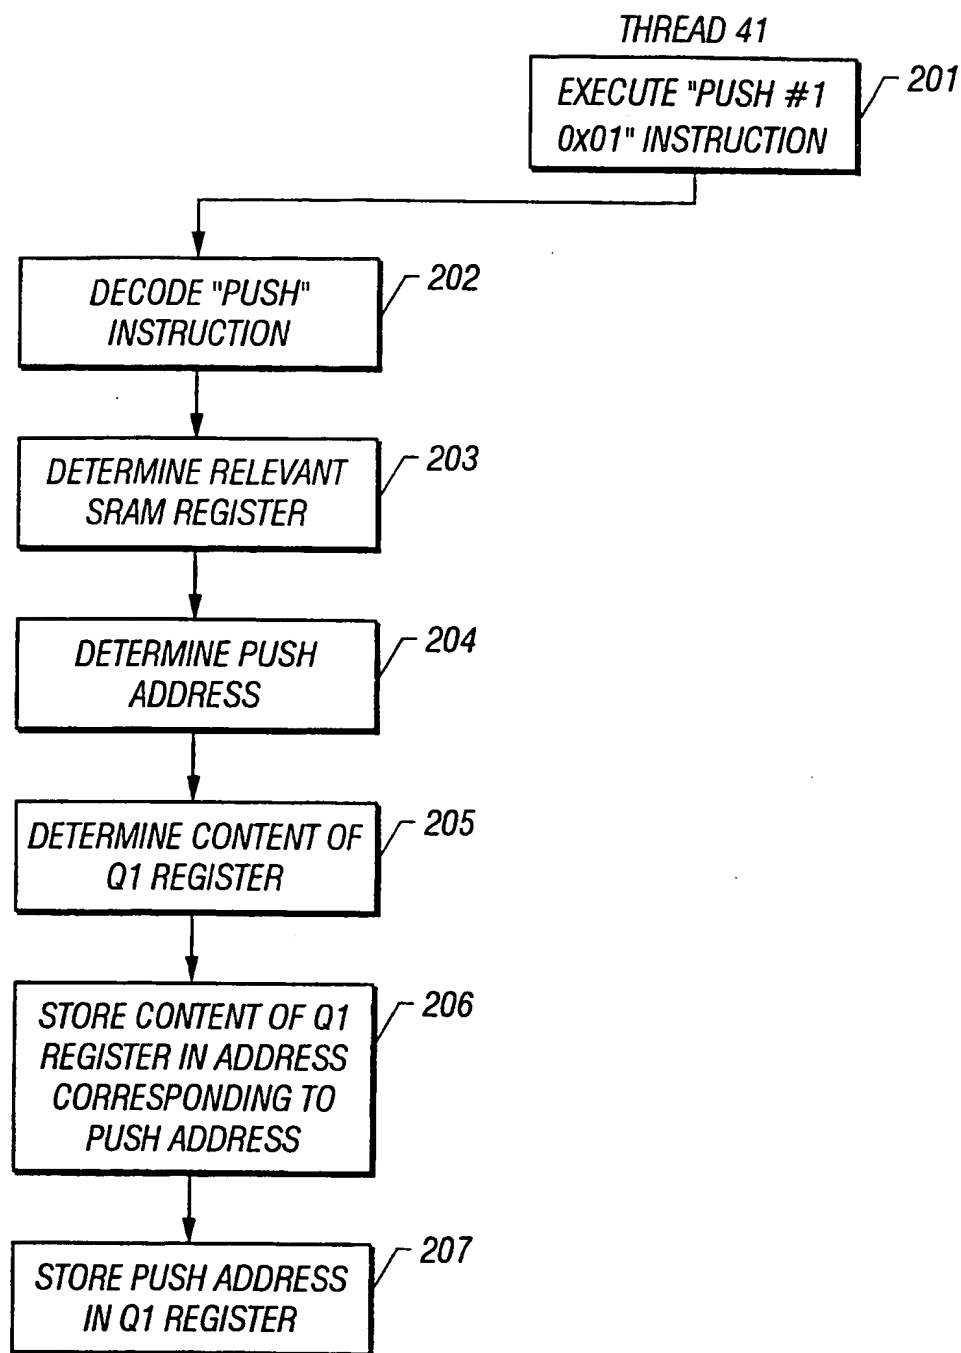 THREAD 41
EXECUTE "PUSH #1
0X01" INSTRUCTION
201
DECODE "PUSH"
INSTRUCTION
202
DETERMINE RELEVANT
SRAM REGISTER
203
DETERMINE PUSH
ADDRESS
204
DETERMINE CONTENT OF
Q1 REGISTER
205
STORE CONTENT OF Q1
REGISTER IN ADDRESS
CORRESPONDING TO
PUSH ADDRESS
206
STORE PUSH ADDRESS
IN Q1 REGISTER
207